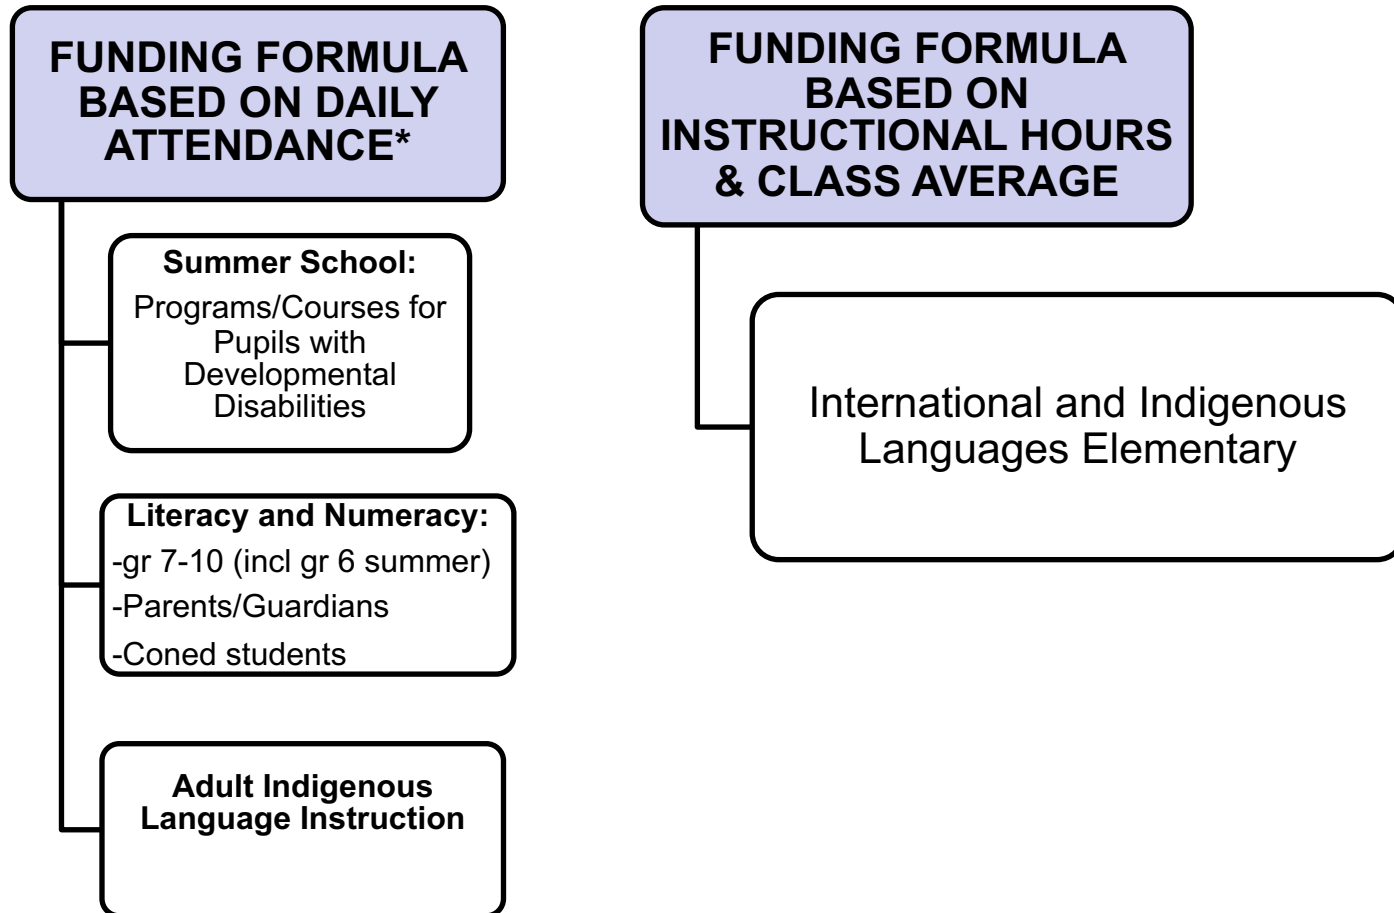 FUNDING FORMULA
BASED ON DAILY
ATTENDANCE*
Summer School:
Programs/Courses for
Pupils with
Developmental
Disabilities
Literacy and Numeracy:
-gr 7-10 (incl gr 6 summer)
-Parents/Guardians
-Coned students
Adult Indigenous
Language Instruction
FUNDING FORMULA
BASED ON
INSTRUCTIONAL HOURS
& CLASS AVERAGE
International and Indigenous
Languages Elementary